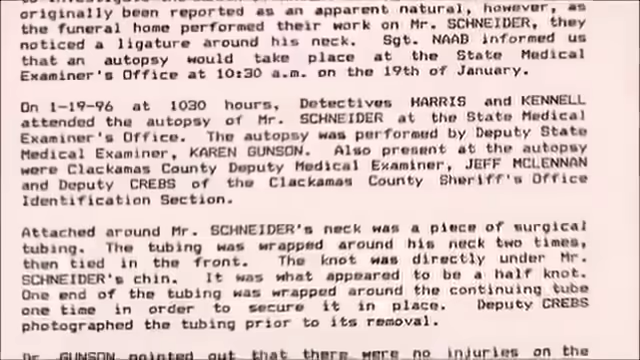 originally been reported as an apparent natural, however, as
the funeral home performed their work on Mr. SCHNEIDER, they
noticed a ligature around his neck. Sgt. NAAB informed us
that an autopsy would take place at the State Medical
Examiner's Office at 10:30 a.m. on the 19th of January.
On 1-19-96 at 1030 hours, Detectives HARRIS and KENNELL
attended the autopsy of Mr. SCHNEIDER at the State Medical
Examiner's Office. The autopsy was performed by Deputy State
Medical Examiner, KAREN GUNSON. Also present at the autopsy
were Clackamas County Deputy Medical Examiner, JEFF MCLENNAN
and Deputy CREBS of the Clackamas County Sheriff's Office
Identification Section.
Attached around Mr. SCHNEIDER's neck was a piece of surgical
tubing. The tubing was wrapped around his neck two times,
then tied in the front. The knot was directly under Mr.
SCHNEIDER's chin. It was what appeared to be a half knot.
One end of the tubing was wrapped around the continuing tube
one time in order to secure it in place. Deputy CREBS
photographed the tubing prior to its removal.
Dr. GUNSON pointed out that there were no injuries on the